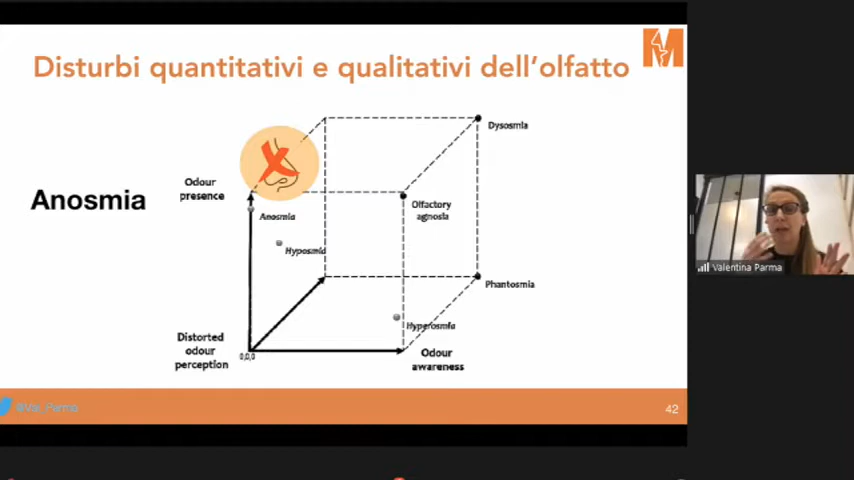 Disturbi quantitativi e qualitativi dell'olfatto
M
Anosmia
Odour
presence
Dysosmia
Olfactory
agnosia
Anosmia
Hyposmia
Phantosmia
Hyperosmia
Distorted
odour
perception
0,0,0
Odour
awareness
@Val_Parma
42
Valentina Parma